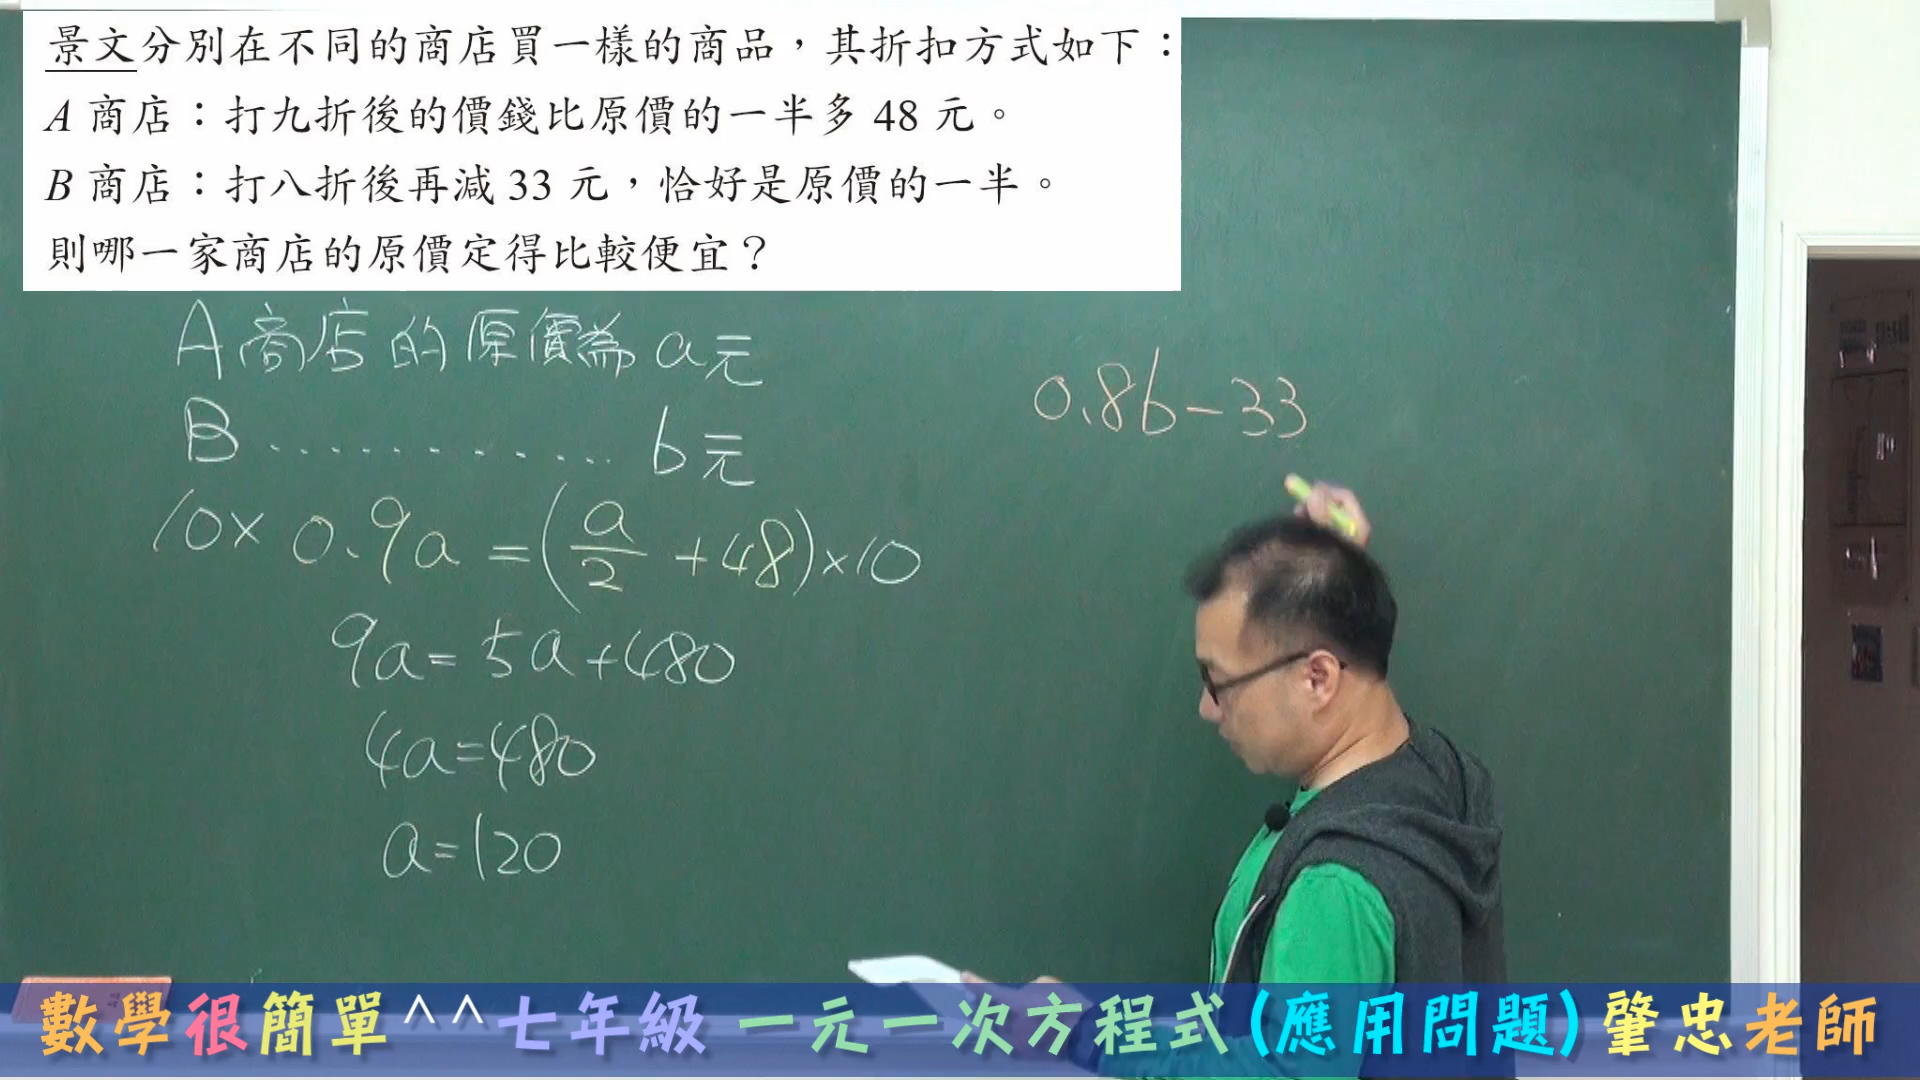 景文分別在不同的商店買一樣的商品，其折扣方式如下：
A 商店：打九折後的價錢比原價的一半多 48 元。
B 商店：打八折後再減 33 元，恰好是原價的一半。
則哪一家商店的原價定得比較便宜？
A商店的原價為 a元
B ............ b元
10× 0.9a = (a/2 + 48)×10
9a = 5a+480
4a=480
a=120
0.8b-33
數學很簡單^^七年級 一元一次方程式(應用問題)肇忠老師